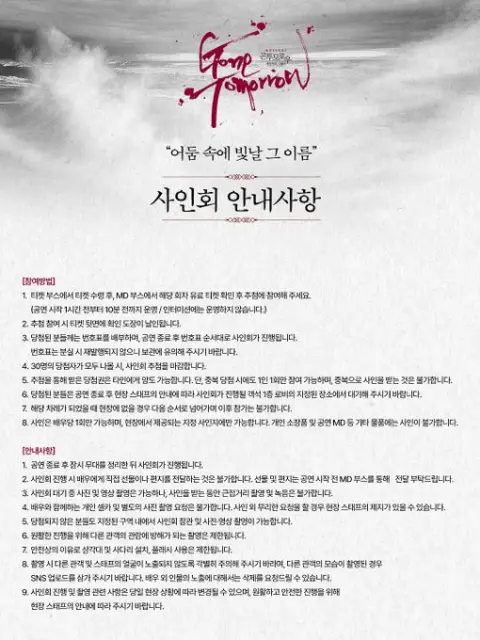 Gone Tomorrow
“어둠 속에 빛날 그 이름”
사인회 안내사항
[참여방법]
1. 티켓 부스에서 티켓 수령 후, MD 부스에서 해당 회차 유료 티켓 확인 후 추첨에 참여해 주세요.
(공연 시작 1시간 전부터 10분 전까지 운영 / 인터미션에는 운영하지 않습니다.)
2. 추첨 참여 시 티켓 뒷면에 확인 도장이 날인됩니다.
3. 당첨된 분들께는 번호표를 배부하며, 공연 종료 후 번호표 순서대로 사인회가 진행됩니다.
번호표는 분실 시 재발행되지 않으니 보관에 유의해 주시기 바랍니다.
4. 30명의 당첨자가 모두 나올 시, 사인회 추첨을 마감합니다.
5. 추첨을 통해 받은 당첨권은 타인에게 양도 가능합니다. 단, 중복 당첨 시에도 1인 1회만 참여 가능하며, 중복으로 사인을 받는 것은 불가합니다.
6. 당첨된 분들은 공연 종료 후 현장 스태프의 안내에 따라 사인회가 진행될 객석 1층 로비의 지정된 장소에서 대기해 주시기 바랍니다.
7. 해당 차례가 되었을 때 현장에 없을 경우 다음 순서로 넘어가며 이후 참가는 불가합니다.
8. 사인은 배우당 1회만 가능하며, 현장에서 제공되는 지정 사인지에만 가능합니다. 개인 소장품 및 공연 MD 등 기타 물품에는 사인이 불가합니다.
[안내사항]
1. 공연 종료 후 잠시 무대를 정리한 뒤 사인회가 진행됩니다.
2. 사인회 진행 시 배우에게 직접 선물이나 편지를 전달하는 것은 불가합니다. 선물 및 편지는 공연 시작 전 MD 부스를 통해 전달 부탁드립니다.
3. 사인회 대기 중 사진 및 영상 촬영은 가능하나, 사인을 받는 동안 근접거리 촬영 및 녹음은 불가합니다.
4. 배우와 함께하는 개인 셀카 및 별도의 사진 촬영 요청은 불가합니다. 사인 외 무리한 요청을 할 경우 현장 스태프의 제지가 있을 수 있습니다.
5. 당첨되지 않은 분들도 지정된 구역 내에서 사인회 참관 및 사진·영상 촬영이 가능합니다.
6. 원활한 진행을 위해 다른 관객의 관람에 방해가 되는 촬영은 제한됩니다.
7. 안전상의 이유로 삼각대 및 사다리 설치, 플래시 사용은 제한됩니다.
8. 촬영 시 다른 관객 및 스태프의 얼굴이 노출되지 않도록 각별히 주의해 주시기 바라며, 다른 관객의 모습이 촬영된 경우
SNS 업로드를 삼가 주시기 바랍니다. 배우 외 인물의 노출에 대해서는 삭제를 요청드릴 수 있습니다.
9. 사인회 진행 및 촬영 관련 사항은 당일 현장 상황에 따라 변경될 수 있으며, 원활하고 안전한 진행을 위해
현장 스태프의 안내에 따라 주시기 바랍니다.